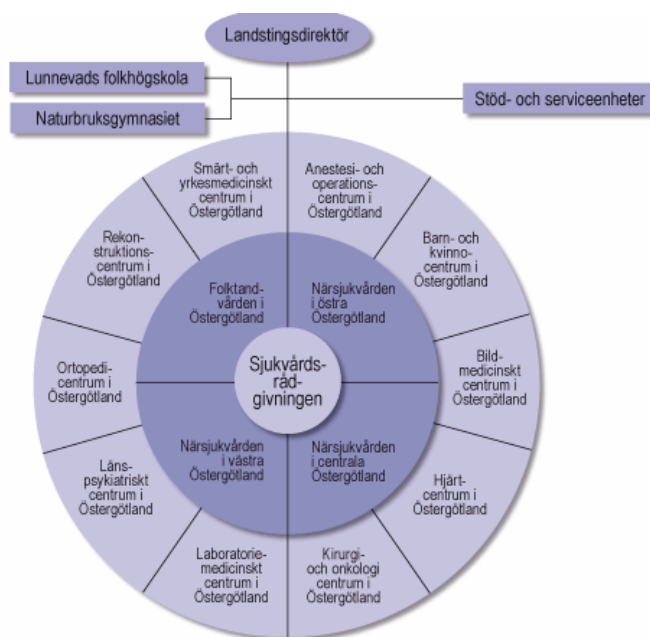 Landstingsdirektör
Lunnevads folkhögskola
Naturbruksgymnasiet
Stöd- och serviceenheter
Smärt- och
yrkesmedicinskt
centrum i
Östergötland
Anestesi- och
operations-
centrum i
Östergötland
Rekon-
struktions-
centrum i
Östergötland
Barn- och
kvinno-
centrum i
Östergötland
Folktand-
vården i
Östergötland
Närsjukvården
i östra
Östergötland
Ortopedi-
centrum i
Östergötland
Sjukvårds-
råd-
givningen
Bild-
medicinskt
centrum i
Östergötland
Närsjukvården
i västra
Östergötland
Närsjukvården
i centrala
Östergötland
Läns-
psykiatriskt
centrum i
Östergötland
Hjärt-
centrum i
Östergötland
Laboratorie-
medicinskt
centrum i
Östergötland
Kirurgi-
och onkologi
centrum i
Östergötland